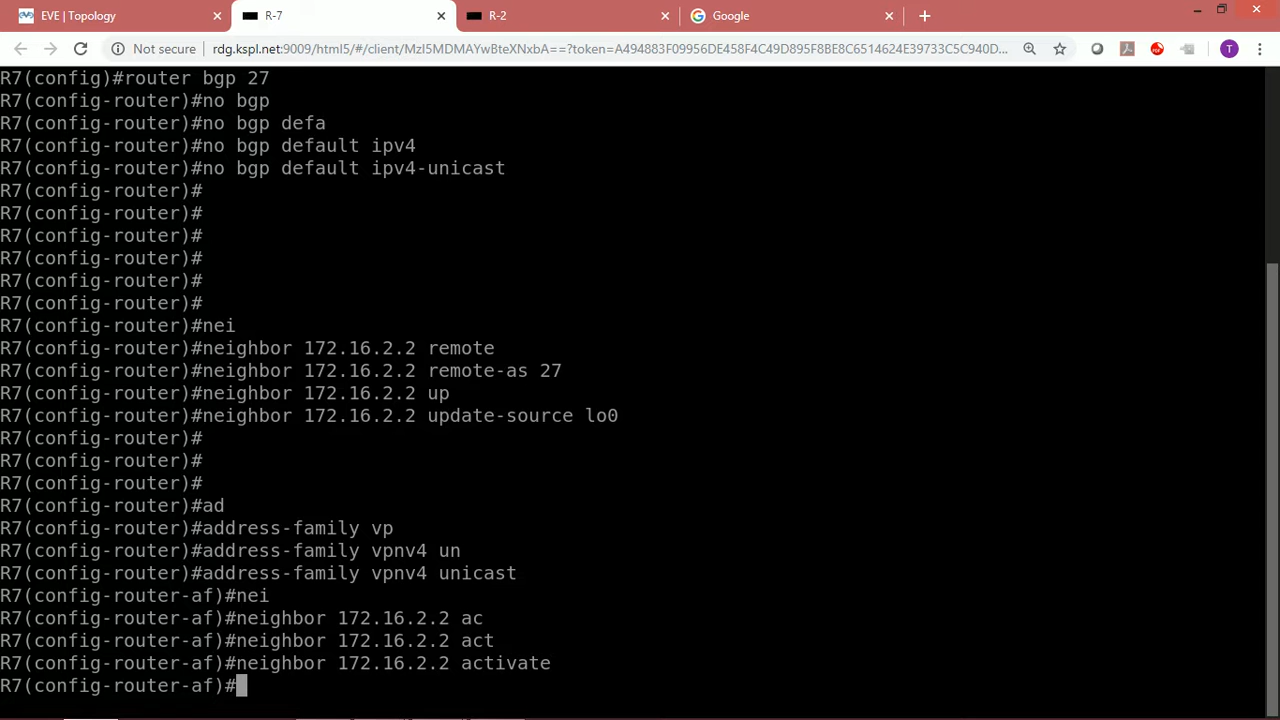 EVE | Topology
R-7
R-2
Google
Not secure
rdg.kspl.net:9009/html5/#/client/MzI5MDMAYwBteXNxbA==?token=A494883F09956DE458F4C49D895F8BE8C6514624E39733C5C940D...
T
R7(config)#router bgp 27
R7(config-router)#no bgp
R7(config-router)#no bgp defa
R7(config-router)#no bgp default ipv4
R7(config-router)#no bgp default ipv4-unicast
R7(config-router)#
R7(config-router)#
R7(config-router)#
R7(config-router)#
R7(config-router)#
R7(config-router)#
R7(config-router)#nei
R7(config-router)#neighbor 172.16.2.2 remote
R7(config-router)#neighbor 172.16.2.2 remote-as 27
R7(config-router)#neighbor 172.16.2.2 up
R7(config-router)#neighbor 172.16.2.2 update-source lo0
R7(config-router)#
R7(config-router)#
R7(config-router)#
R7(config-router)#ad
R7(config-router)#address-family vp
R7(config-router)#address-family vpnv4 un
R7(config-router)#address-family vpnv4 unicast
R7(config-router-af)#nei
R7(config-router-af)#neighbor 172.16.2.2 ac
R7(config-router-af)#neighbor 172.16.2.2 act
R7(config-router-af)#neighbor 172.16.2.2 activate
R7(config-router-af)#